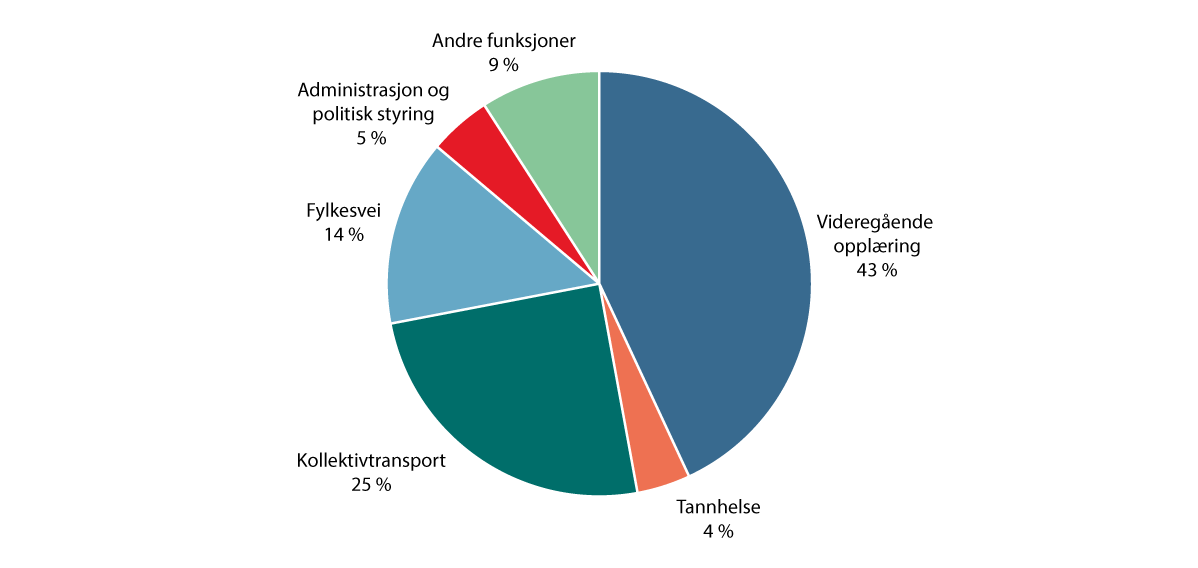 Andre funksjoner
9 %
Administrasjon og
politisk styring
5 %
Fylkesvei
14 %
Videregående
opplæring
43 %
Kollektivtransport
25 %
Tannhelse
4 %